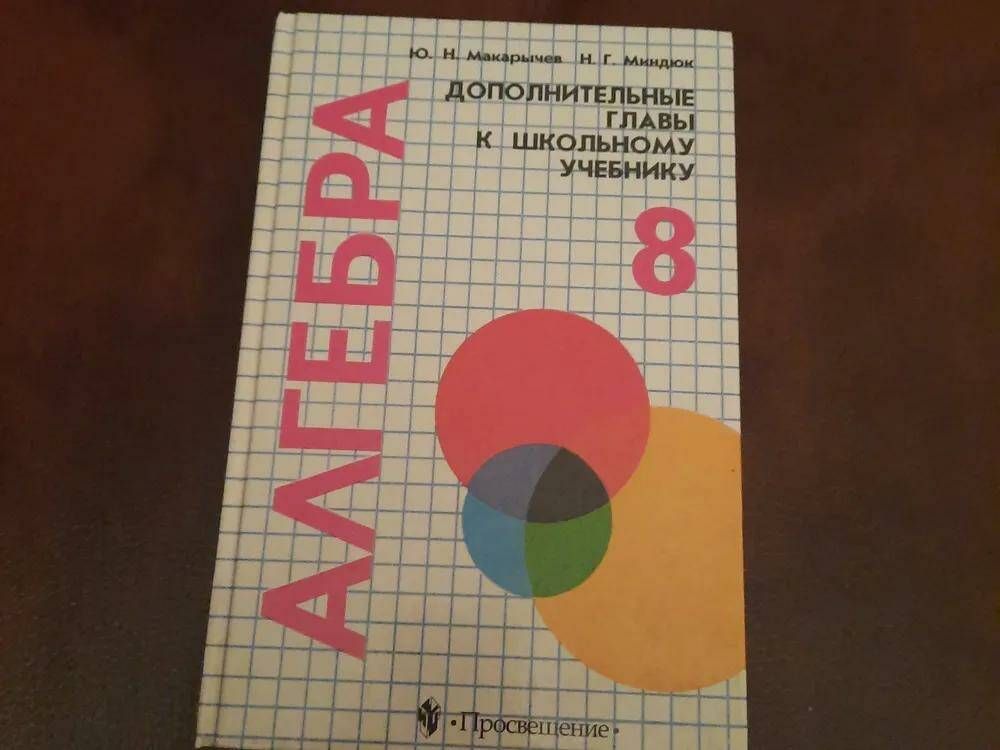 Ю. Н. Макарычев Н. Г. Миндюк
ДОПОЛНИТЕЛЬНЫЕ
ГЛАВЫ
К ШКОЛЬНОМУ
УЧЕБНИКУ
8
АЛГЕБРА
•Просвещение•